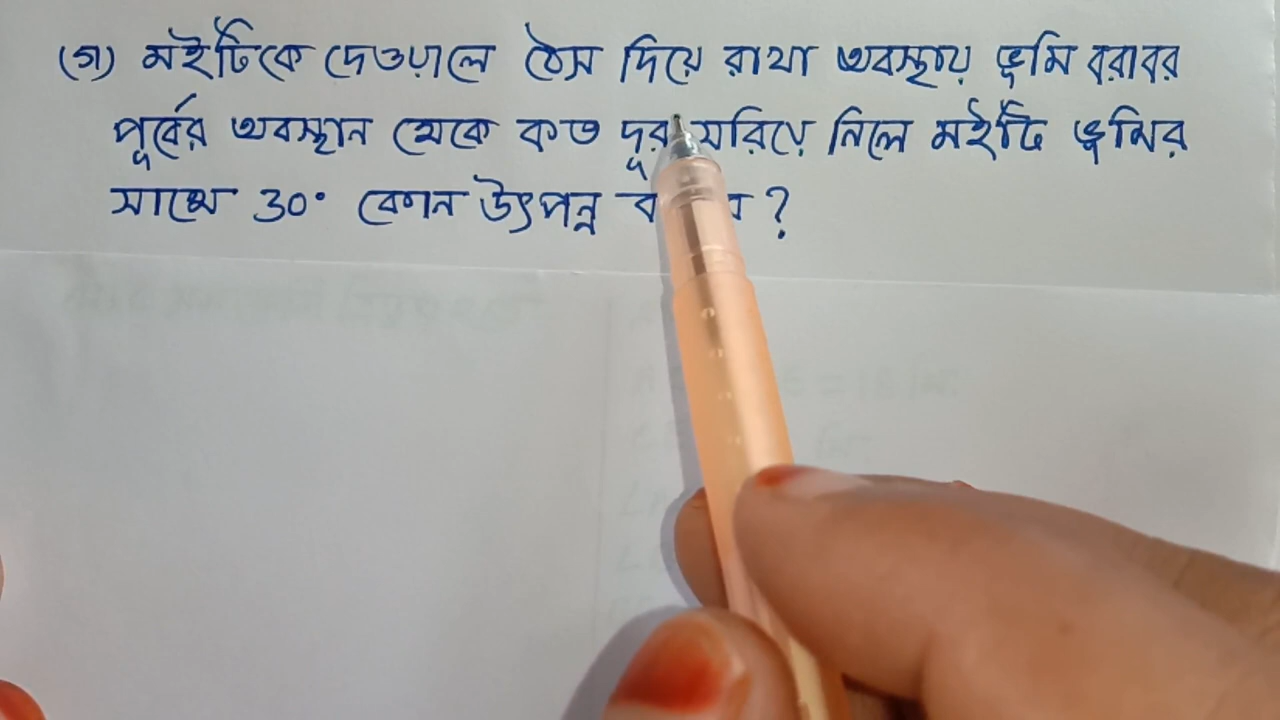 (গ) মইটিকে দেওয়ালে ঠেস দিয়ে রাখা অবস্থায় ভূমি বরাবর
পূর্বের অবস্থান থেকে কত দূর সরিয়ে নিলে মইটি ভূমির
সাথে 30° কোন উৎপন্ন ?